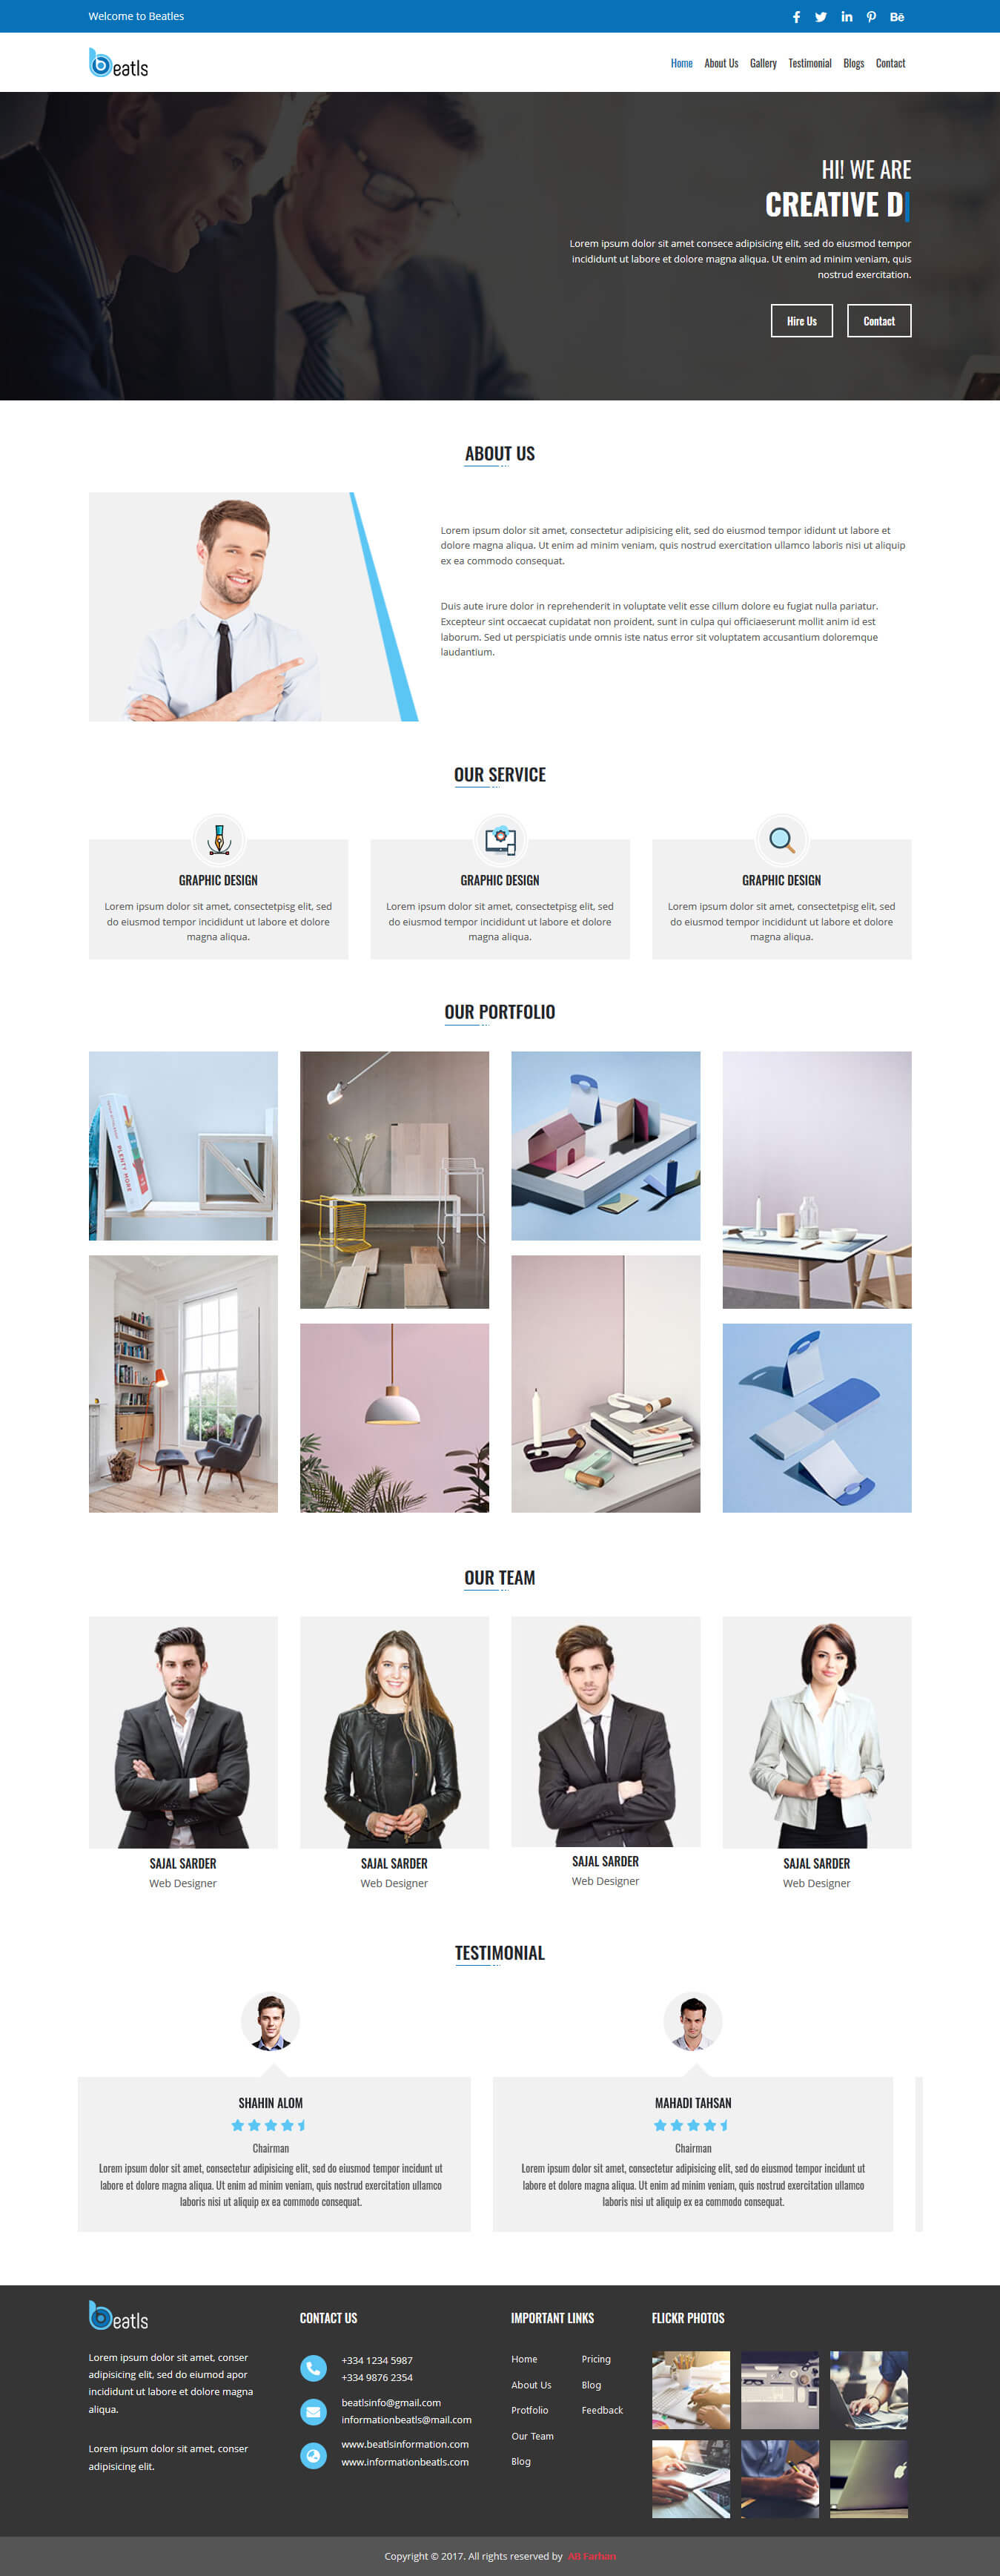 Welcome to Beatles
beatls
Home About Us Gallery Testimonial Blogs Contact
HI! WE ARE
CREATIVE D
Lorem ipsum dolor sit amet consece adipisicing elit, sed do eiusmod tempor
incididunt ut labore et dolore magna aliqua. Ut enim ad minim veniam, quis
nostrud exercitation.
Hire Us Contact
ABOUT US
Lorem ipsum dolor sit amet, consectetur adipisicing elit, sed do eiusmod tempor ididunt ut labore et
dolore magna aliqua. Ut enim ad minim veniam, quis nostrud exercitation ullamco laboris nisi ut aliquip
ex ea commodo consequat.
Duis aute irure dolor in reprehenderit in voluptate velit esse cillum dolore eu fugiat nulla pariatur.
Excepteur sint occaecat cupidatat non proident, sunt in culpa qui officiaeserunt mollit anim id est
laborum. Sed ut perspiciatis unde omnis iste natus error sit voluptatem accusantium doloremque
laudantium.
OUR SERVICE
GRAPHIC DESIGN
Lorem ipsum dolor sit amet, consectetpisg elit, sed
do eiusmod tempor incididunt ut labore et dolore
magna aliqua.
GRAPHIC DESIGN
Lorem ipsum dolor sit amet, consectetpisg elit, sed
do eiusmod tempor incididunt ut labore et dolore
magna aliqua.
GRAPHIC DESIGN
Lorem ipsum dolor sit amet, consectetpisg elit, sed
do eiusmod tempor incididunt ut labore et dolore
magna aliqua.
OUR PORTFOLIO
PLENTY MORE
OUR TEAM
SAJAL SARDER
Web Designer
SAJAL SARDER
Web Designer
SAJAL SARDER
Web Designer
SAJAL SARDER
Web Designer
TESTIMONIAL
SHAHIN ALOM
Chairman
Lorem ipsum dolor sit amet, consectetur adipisicing elit, sed do eiusmod tempor incidunt ut
labore et dolore magna aliqua. Ut enim ad minim veniam, quis nostrud exercitation ullamco
laboris nisi ut aliquip ex ea commodo consequat.
MAHADI TAHSAN
Chairman
Lorem ipsum dolor sit amet, consectetur adipisicing elit, sed do eiusmod tempor incidunt ut
labore et dolore magna aliqua. Ut enim ad minim veniam, quis nostrud exercitation ullamco
laboris nisi ut aliquip ex ea commodo consequat.
beatls
Lorem ipsum dolor sit amet, conser
adipisicing elit, sed do eiumod apor
incididunt ut labore et dolore magna
aliqua.
Lorem ipsum dolor sit amet, conser
adipisicing elit.
CONTACT US
+334 1234 5987
+334 9876 2354
beatlsinfo@gmail.com
informationbeatls@mail.com
www.beatlsinformation.com
www.informationbeatls.com
IMPORTANT LINKS
Home Pricing
About Us Blog
Protfolio Feedback
Our Team
Blog
FLICKR PHOTOS
Copyright © 2017. All rights reserved by Alt Farhan